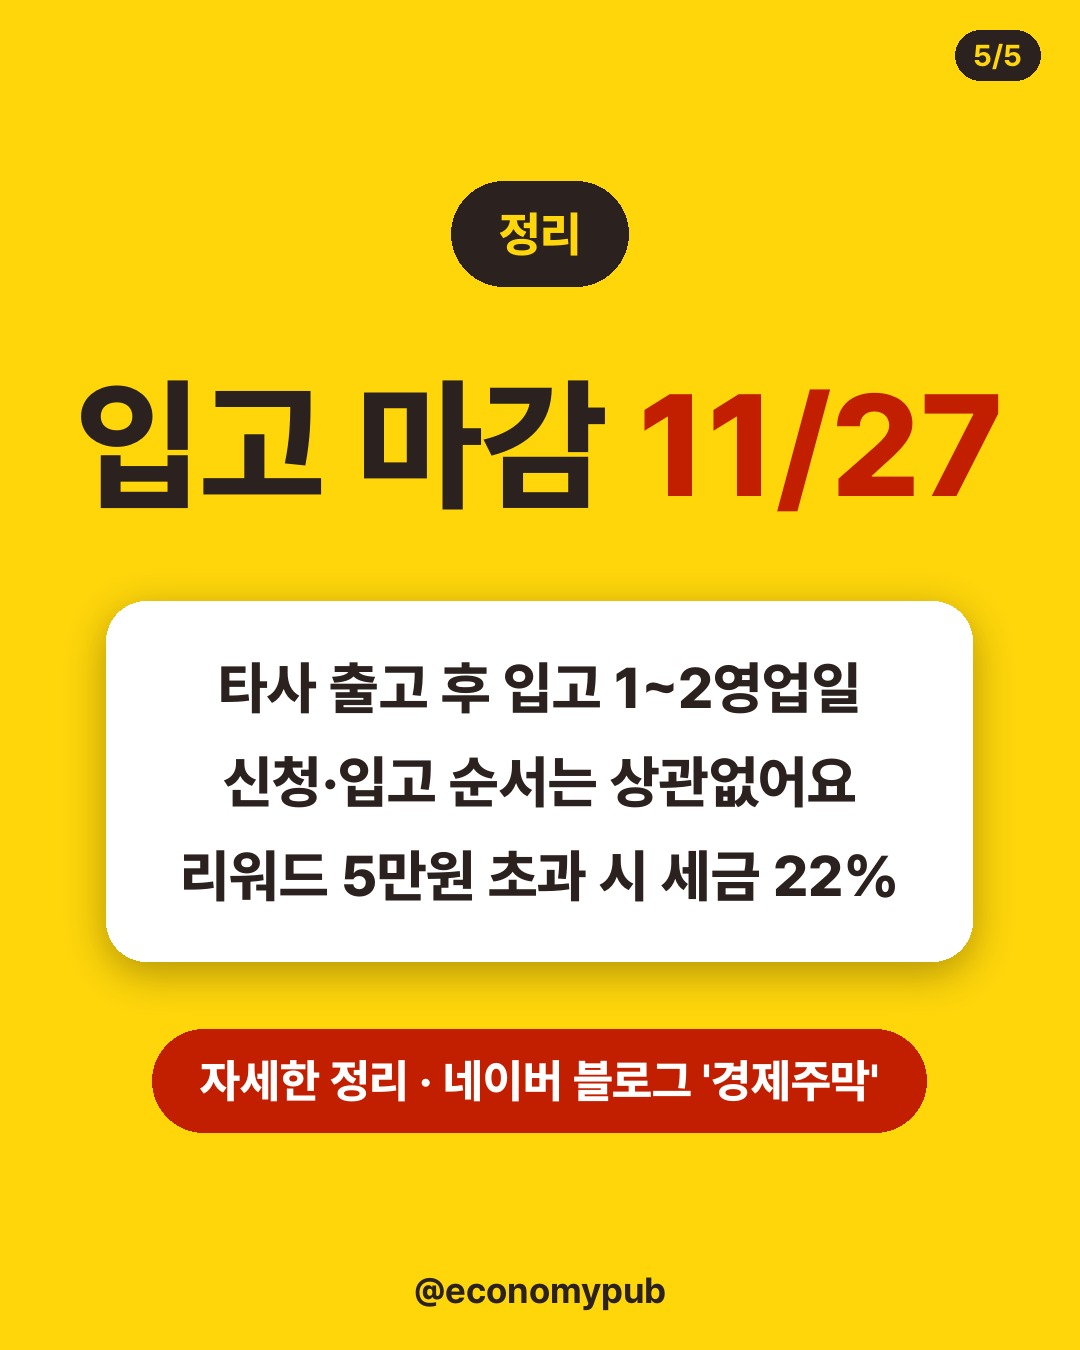 5/5
정리
입고 마감 11/27
타사 출고 후 입고 1~2영업일
신청·입고 순서는 상관없어요
리워드 5만원 초과 시 세금 22%
자세한 정리 · 네이버 블로그 '경제주막'
@economypub